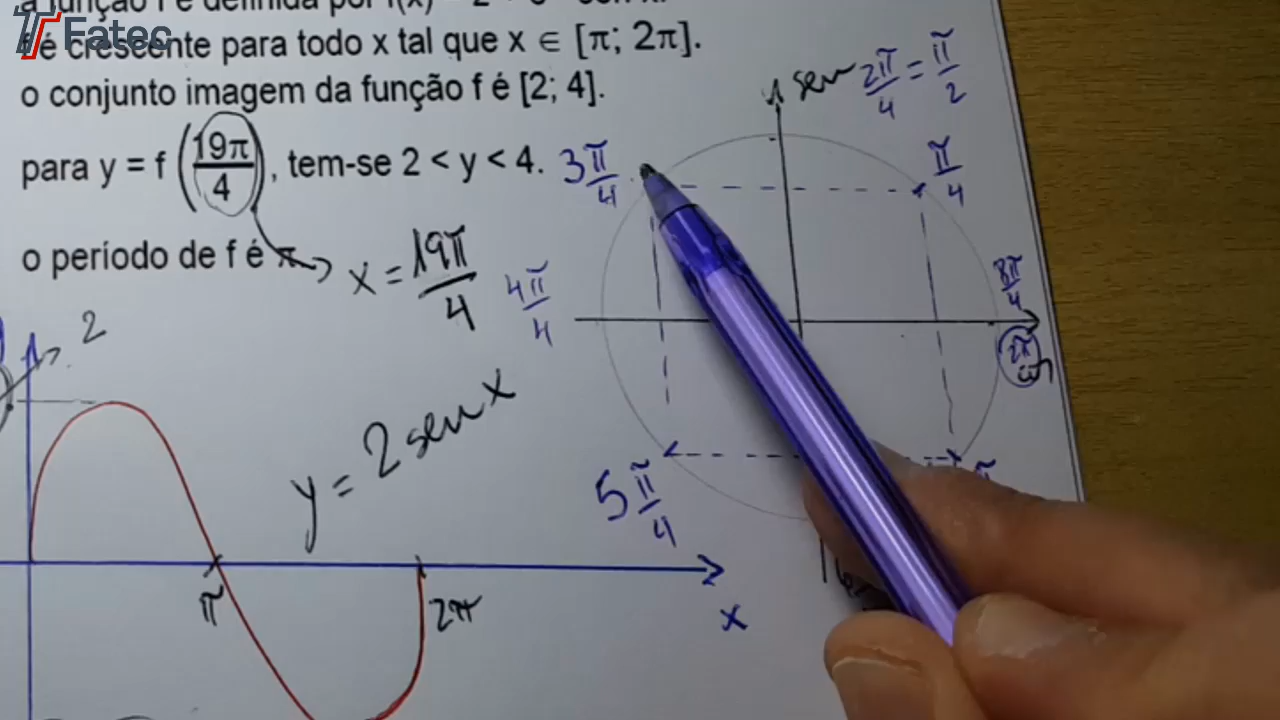 Fatec
f é crescente para todo x tal que x ∈ [π; 2π].
o conjunto imagem da função f é [2; 4].
para y = f (19π/4), tem-se 2 < y < 4.
o período de f é π
x = 19π/4
y = 2 sen x
2
π
2π
x
sen
2π/4 = π/2
π/4
3π/4
4π/4
5π/4
8π/4
2π